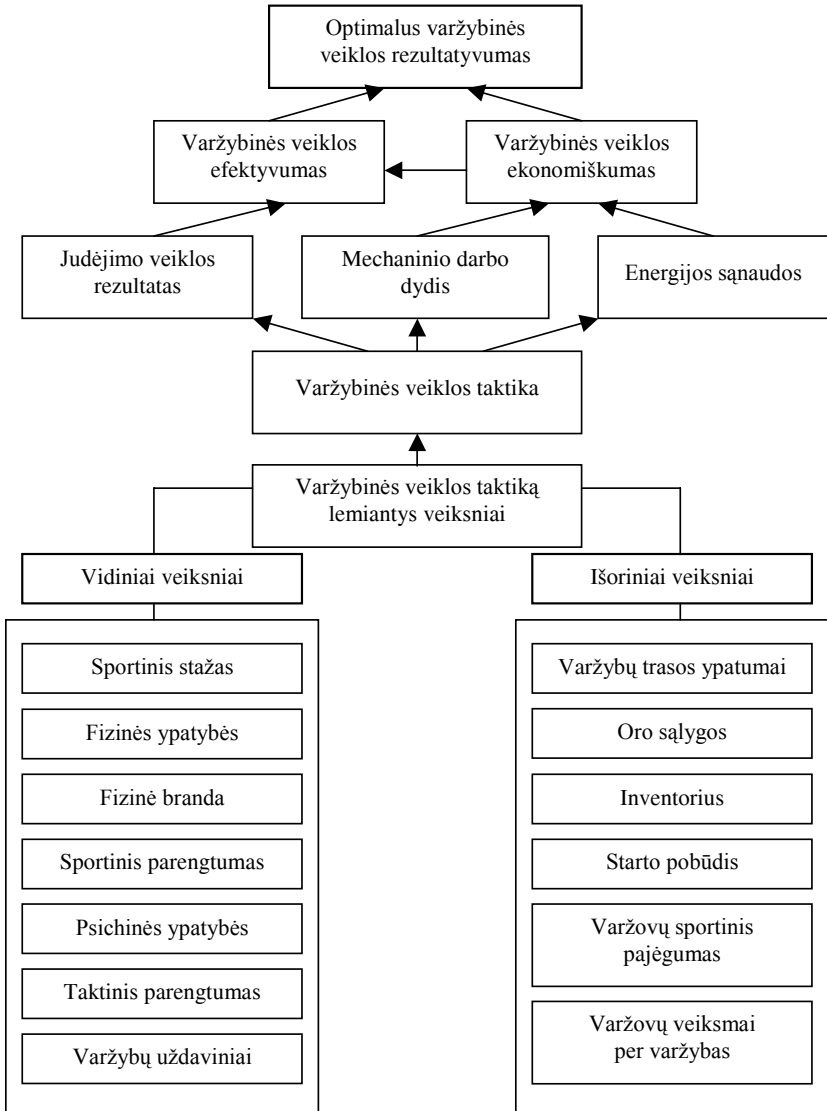 Optimalus varžybinės
veiklos rezultatyvumas
Varžybinės veiklos
efektyvumas
Varžybinės veiklos
ekonomiškumas
Judėjimo veiklos
rezultatas
Mechaninio darbo
dydis
Energijos sąnaudos
Varžybinės veiklos taktika
Varžybinės veiklos taktiką
lemiantys veiksniai
Vidiniai veiksniai
Sportinis stažas
Fizinės ypatybės
Fizinė branda
Sportinis parengtumas
Psichinės ypatybės
Taktinis parengtumas
Varžybų uždaviniai
Išoriniai veiksniai
Varžybų trasos ypatumai
Oro sąlygos
Inventorius
Starto pobūdis
Varžovų sportinis
pajėgumas
Varžovų veiksmai
per varžybas